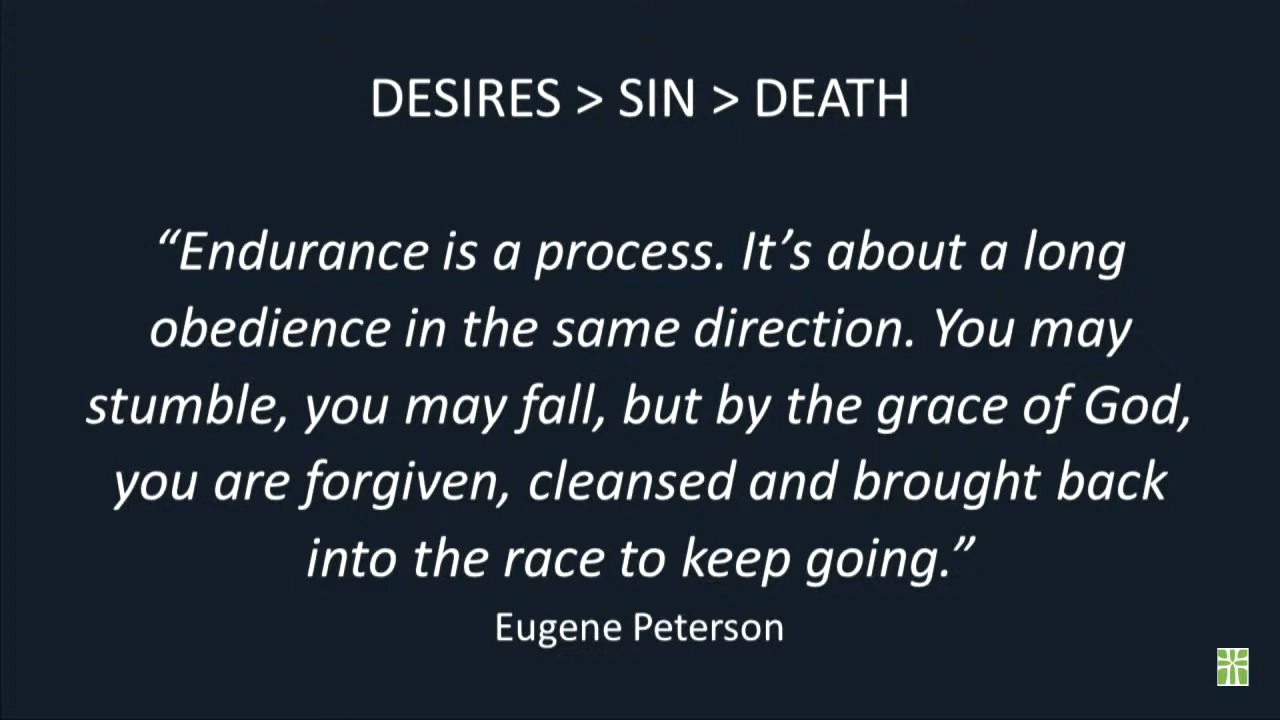 DESIRES > SIN > DEATH
“Endurance is a process. It’s about a long
obedience in the same direction. You may
stumble, you may fall, but by the grace of God,
you are forgiven, cleansed and brought back
into the race to keep going.”
Eugene Peterson